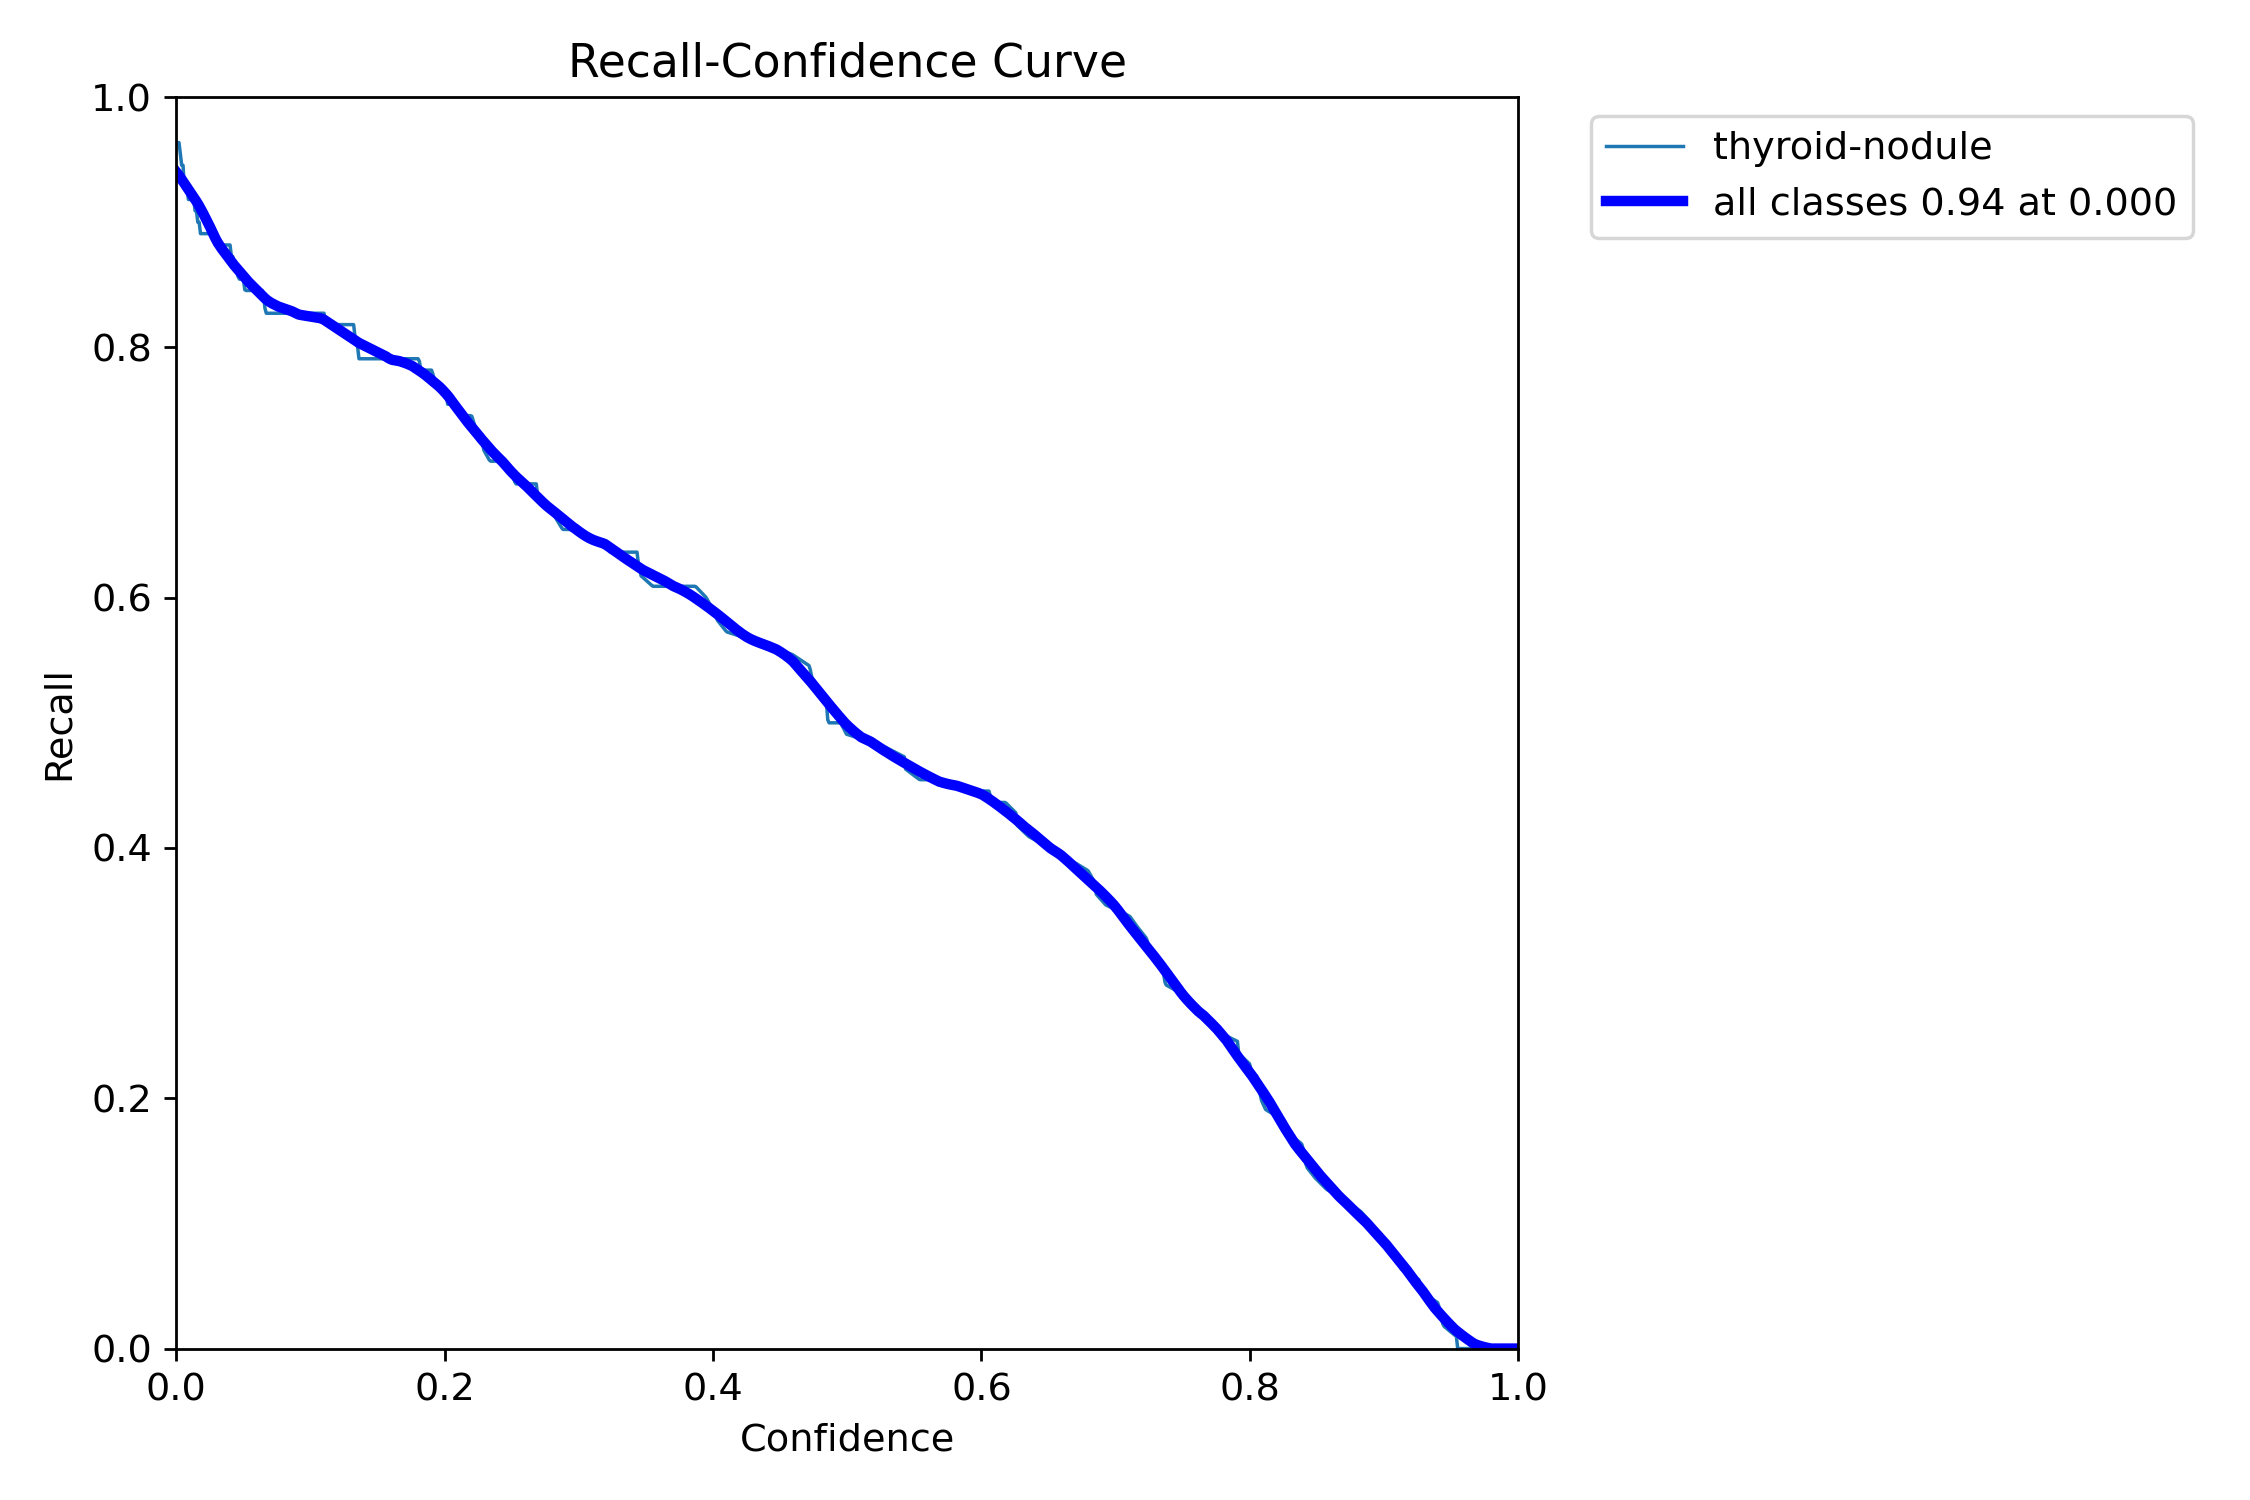 Recall-Confidence Curve
thyroid-nodule
all classes 0.94 at 0.000
1.0
0.8
0.6
0.4
0.2
0.0
Recall
0.0 0.2 0.4 0.6 0.8 1.0
Confidence